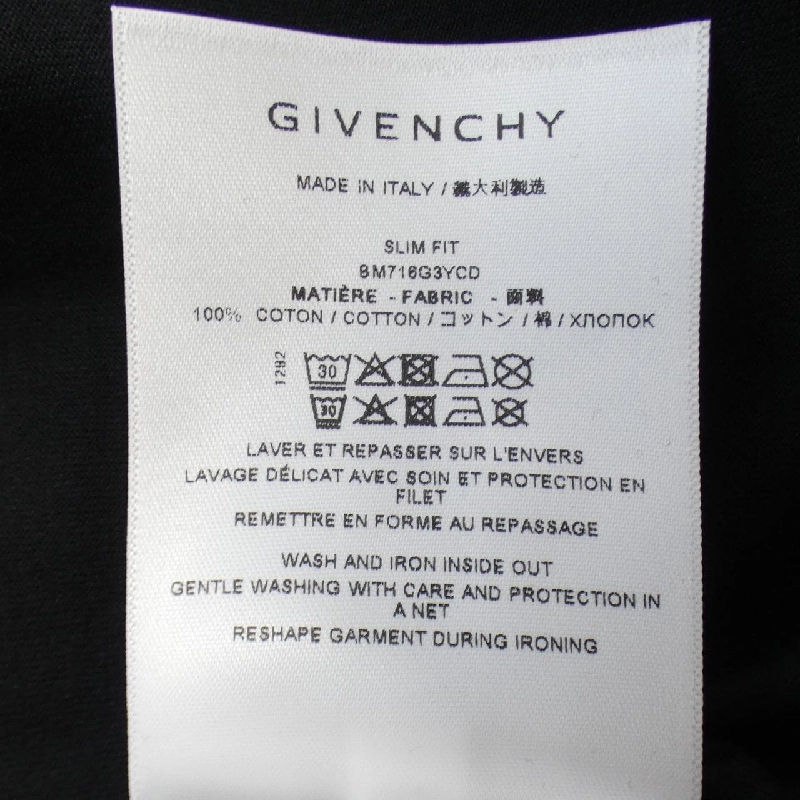 GIVENCHY
MADE IN ITALY / 義大利製造
SLIM FIT
BM716G3YCD
MATIÈRE - FABRIC - 面料
100% COTON / COTTON / コットン / 棉 / ХЛОПОК
1282
30
30
LAVER ET REPASSER SUR L'ENVERS
LAVAGE DÉLICAT AVEC SOIN ET PROTECTION EN
FILET
REMETTRE EN FORME AU REPASSAGE
WASH AND IRON INSIDE OUT
GENTLE WASHING WITH CARE AND PROTECTION IN
A NET
RESHAPE GARMENT DURING IRONING